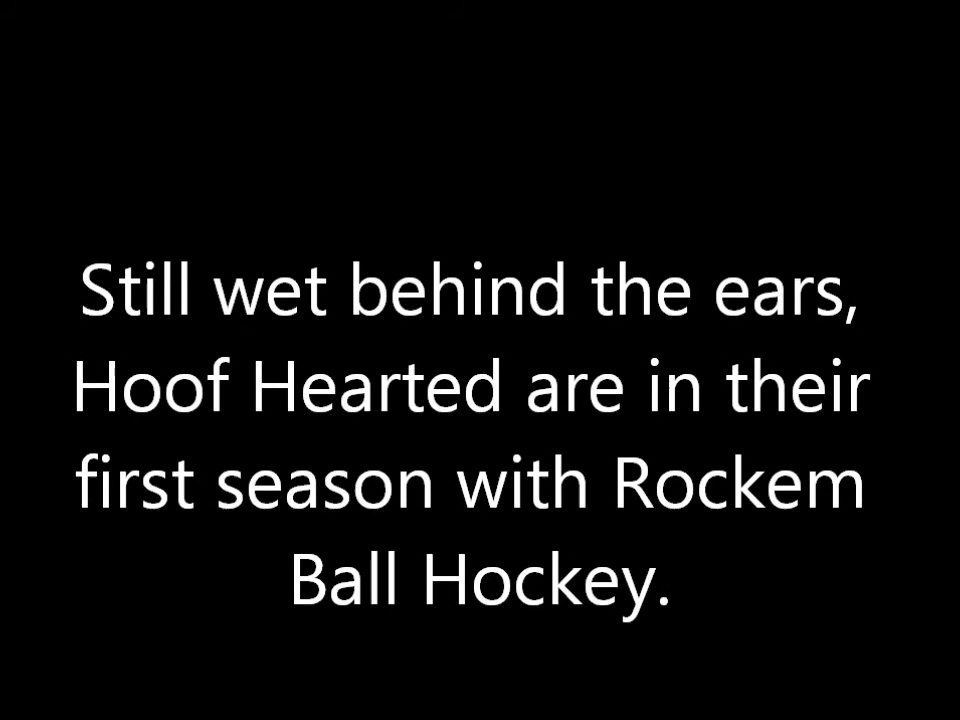 Still wet behind the ears,
Hoof Hearted are in their
first season with Rockem
Ball Hockey.